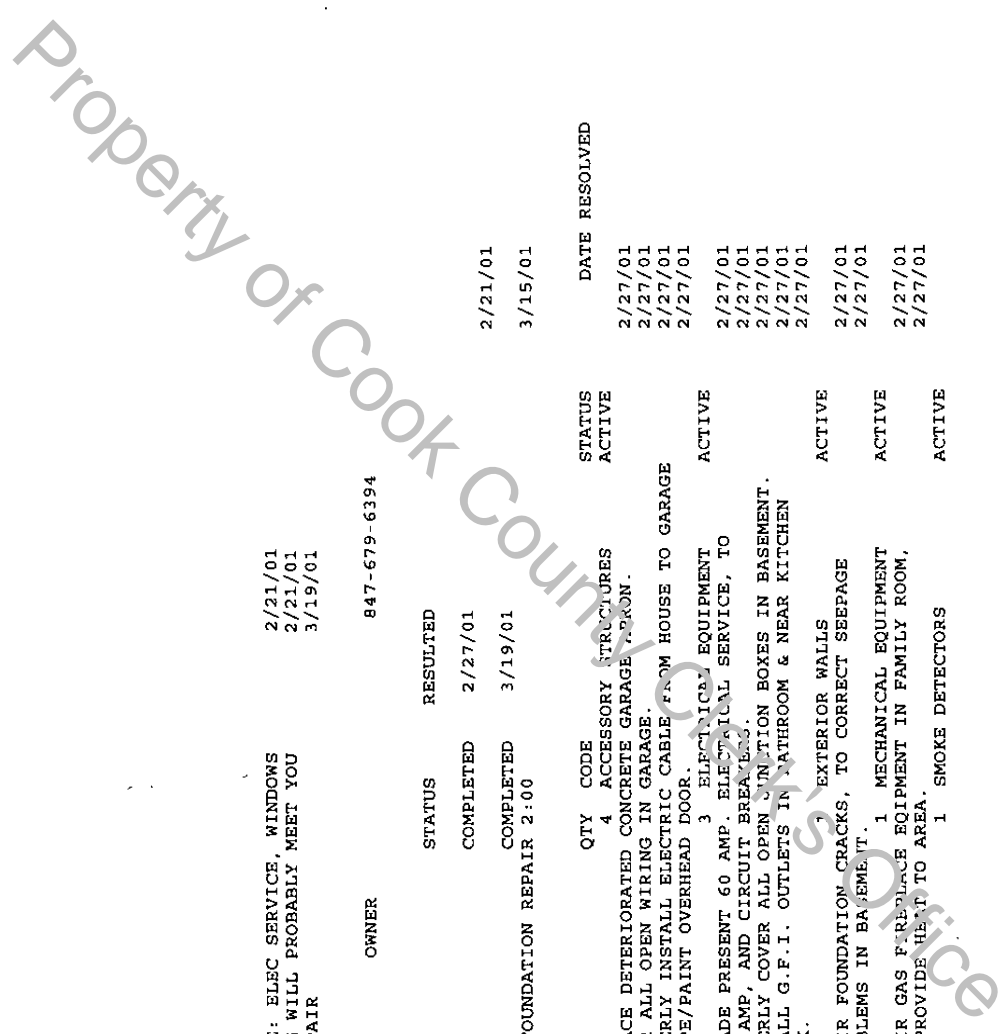 : ELEC SERVICE, WINDOWS 2/21/01
WILL PROBABLY MEET YOU 2/21/01
3/19/01
OWNER 847-679-6394
STATUS RESULTED
COMPLETED 2/27/01 2/21/01
COMPLETED 3/19/01 3/15/01
FOUNDATION REPAIR 2:00
QTY CODE STATUS DATE RESOLVED
4 ACCESSORY STRUCTURES ACTIVE
DETERIORATED CONCRETE GARAGE APRON. 2/27/01
ALL OPEN WIRING IN GARAGE. 2/27/01
INSTALL ELECTRIC CABLE FROM HOUSE TO GARAGE 2/27/01
/PAINT OVERHEAD DOOR. 2/27/01
3 ELECTRICAL EQUIPMENT ACTIVE
PRESENT 60 AMP. ELECTRICAL SERVICE, TO 2/27/01
AMP, AND CIRCUIT BREAKERS. 2/27/01
COVER ALL OPEN JUNCTION BOXES IN BASEMENT. 2/27/01
G.F.I. OUTLETS IN BATHROOM & NEAR KITCHEN 2/27/01
2/27/01
EXTERIOR WALLS ACTIVE
FOUNDATION CRACKS, TO CORRECT SEEPAGE 2/27/01
IN BASEMENT. 2/27/01
1 MECHANICAL EQUIPMENT ACTIVE
GAS FIREPLACE EQIPMENT IN FAMILY ROOM, 2/27/01
PROVIDE HEAT TO AREA. 2/27/01
1 SMOKE DETECTORS ACTIVE
Property of Cook County Clerk's Office